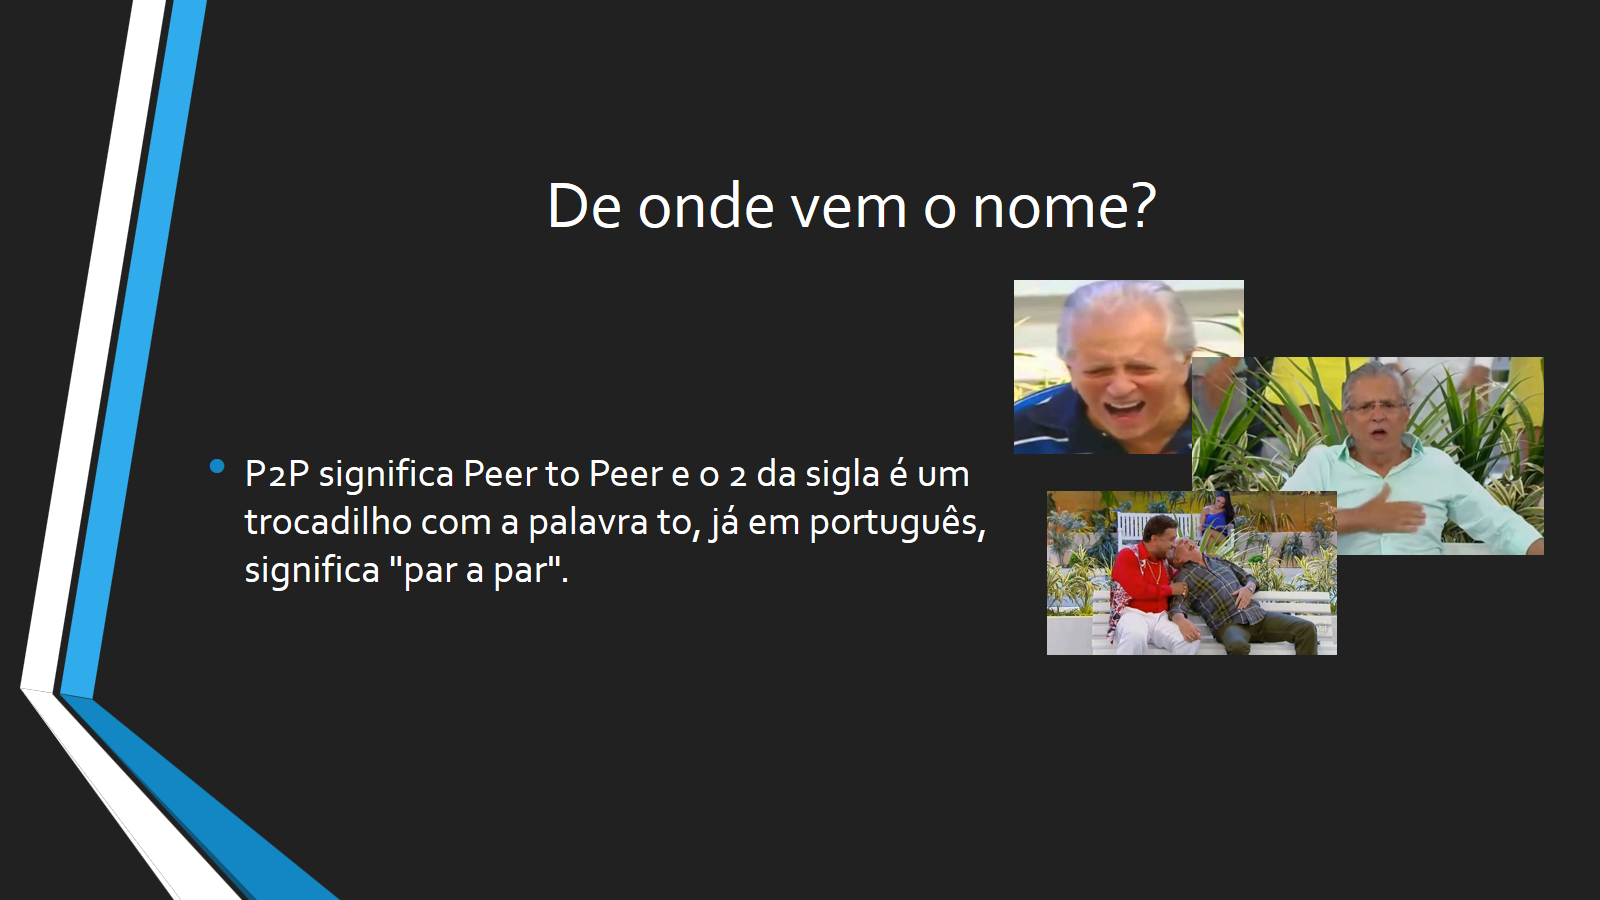 De onde vem o nome?
P2P significa Peer to Peer e o 2 da sigla é um
trocadilho com a palavra to, já em português,
significa "par a par".